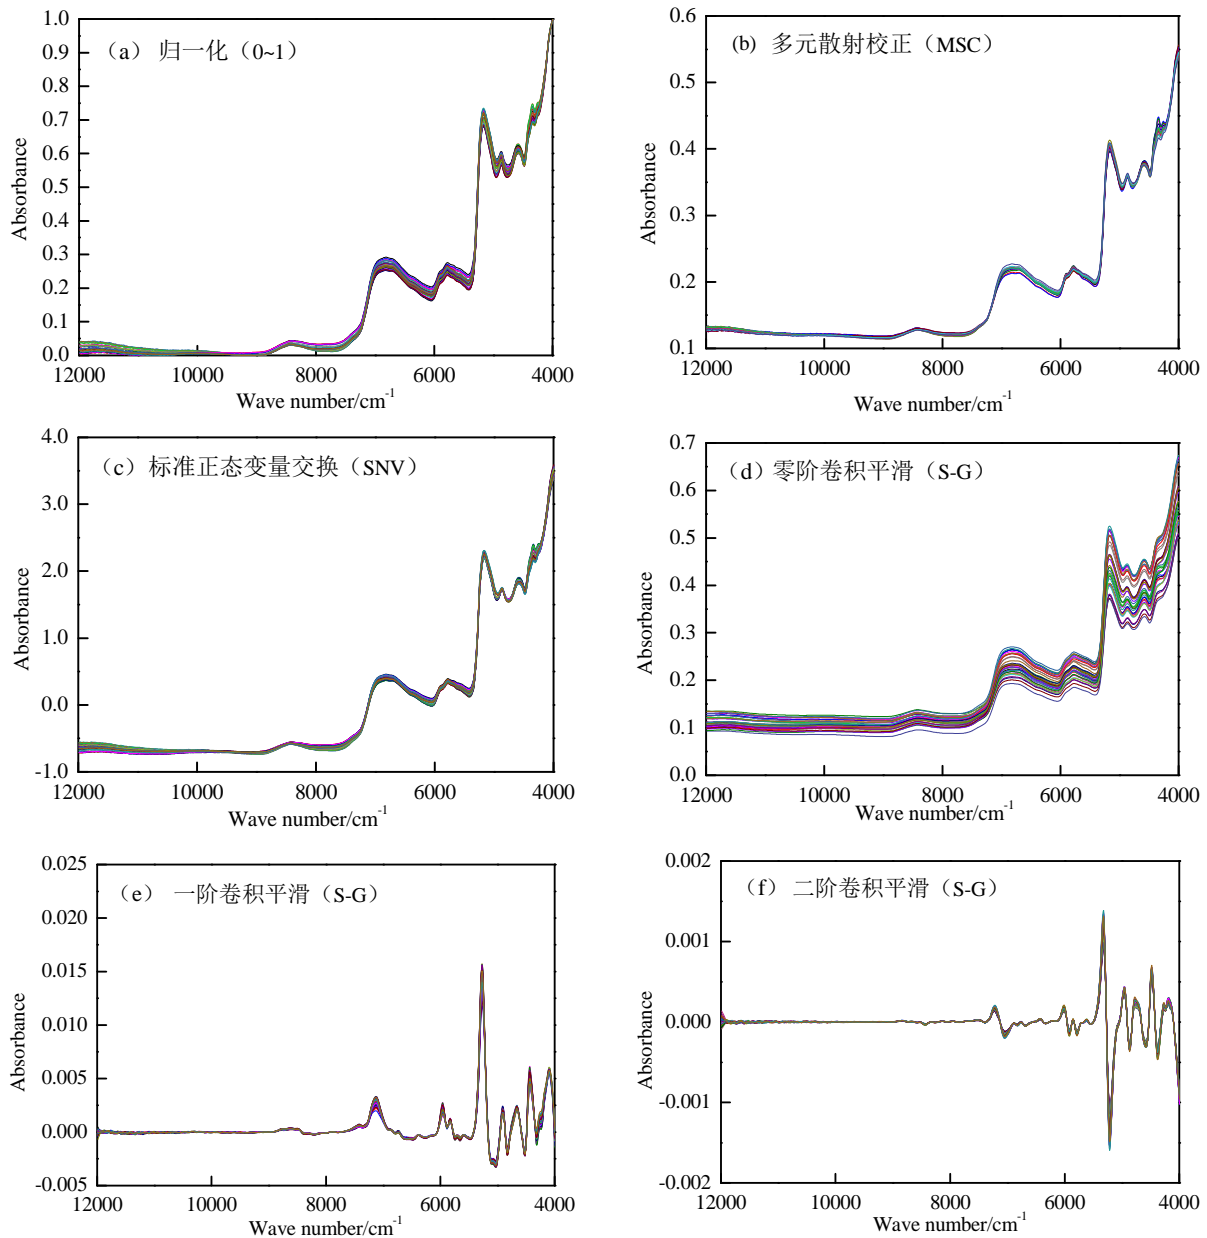 (a) 归一化(0~1)
1.0
0.9
0.8
0.7
0.6
0.5
0.4
0.3
0.2
0.1
0.0
Absorbance
12000 10000 8000 6000 4000
Wave number/cm-1
(b) 多元散射校正(MSC)
0.6
0.5
0.4
0.3
0.2
0.1
Absorbance
12000 10000 8000 6000 4000
Wave number/cm-1
(c) 标准正态变量交换(SNV)
4.0
3.0
2.0
1.0
0.0
-1.0
Absorbance
12000 10000 8000 6000 4000
Wave number/cm-1
(d) 零阶卷积平滑(S-G)
0.7
0.6
0.5
0.4
0.3
0.2
0.1
0.0
Absorbance
12000 10000 8000 6000 4000
Wave number/cm-1
(e) 一阶卷积平滑(S-G)
0.025
0.020
0.015
0.010
0.005
0.000
-0.005
Absorbance
12000 10000 8000 6000 4000
Wave number/cm-1
(f) 二阶卷积平滑(S-G)
0.002
0.001
0.000
-0.001
-0.002
Absorbance
12000 10000 8000 6000 4000
Wave number/cm-1